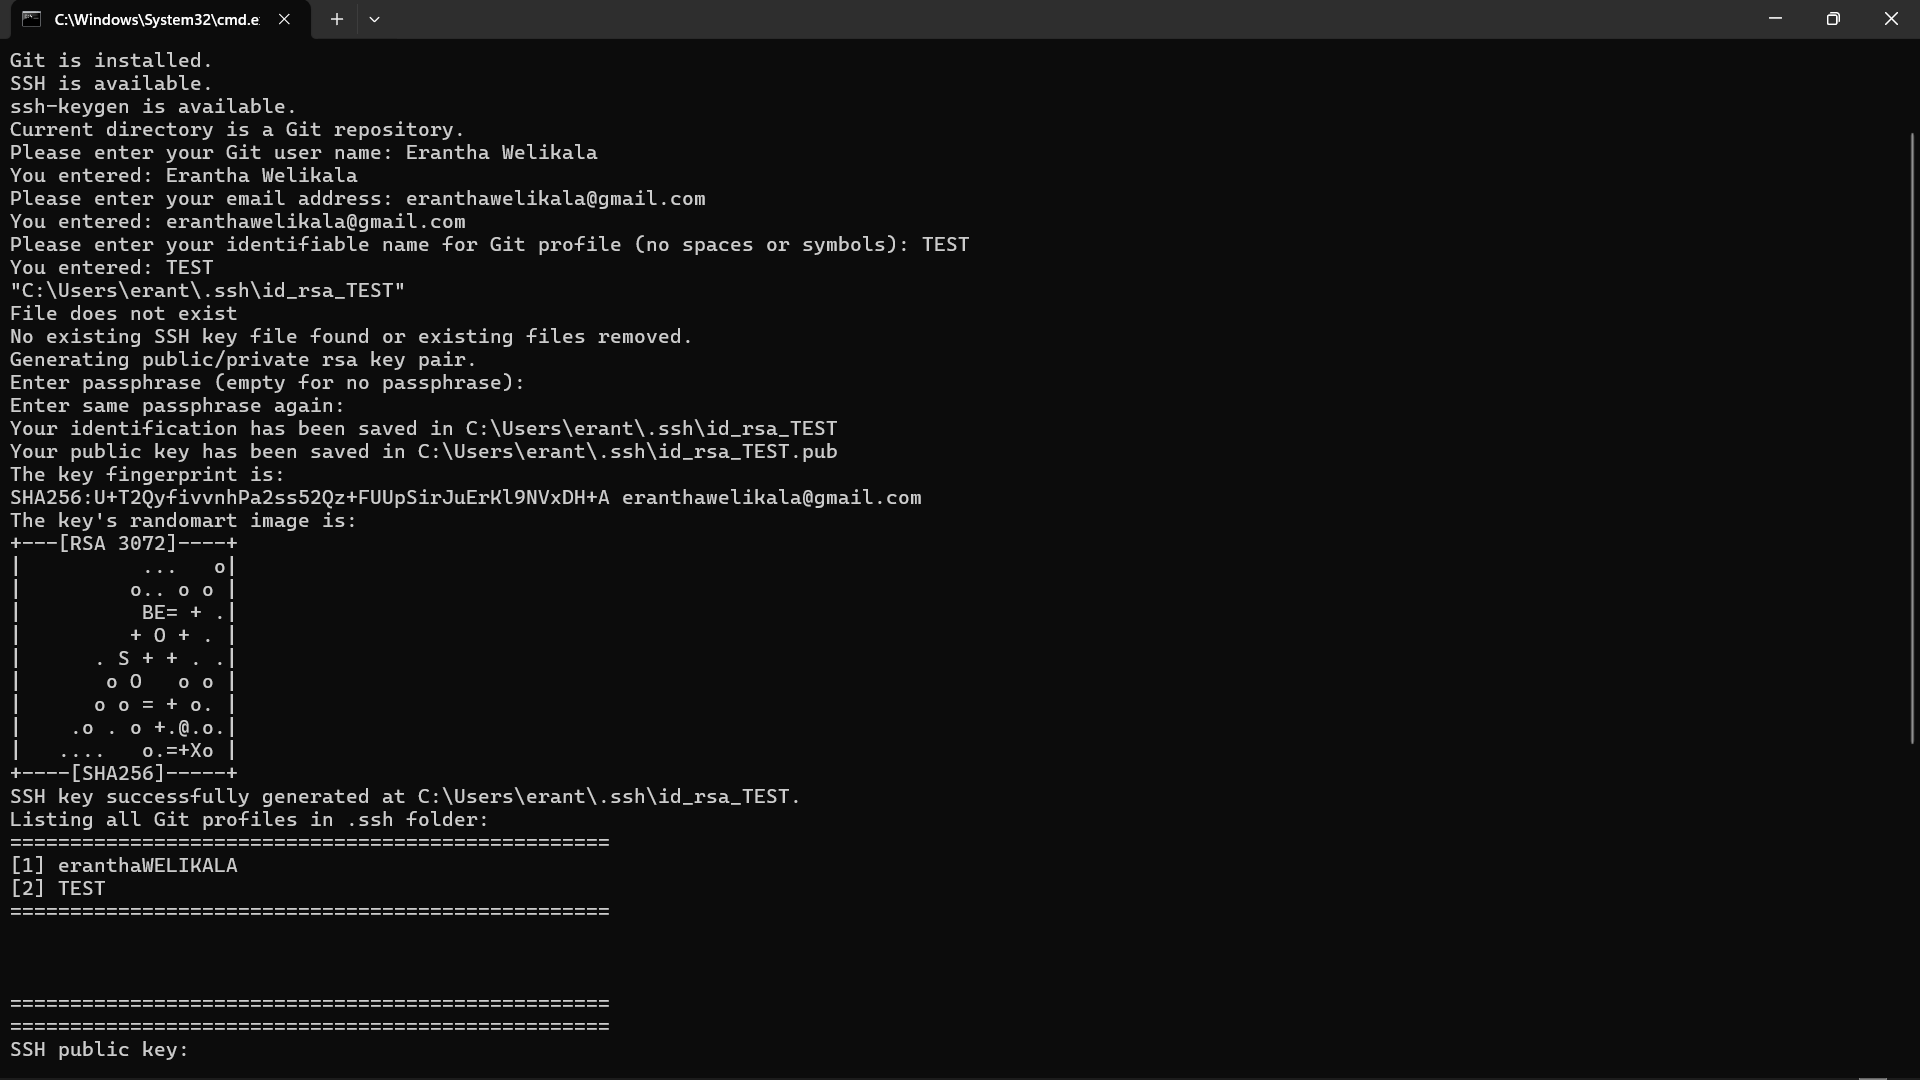 C:\Windows\System32\cmd.e
Git is installed.
SSH is available.
ssh-keygen is available.
Current directory is a Git repository.
Please enter your Git user name: Erantha Welikala
You entered: Erantha Welikala
Please enter your email address: eranthawelikala@gmail.com
You entered: eranthawelikala@gmail.com
Please enter your identifiable name for Git profile (no spaces or symbols): TEST
You entered: TEST
"C:\Users\erant\.ssh\id_rsa_TEST"
File does not exist
No existing SSH key file found or existing files removed.
Generating public/private rsa key pair.
Enter passphrase (empty for no passphrase):
Enter same passphrase again:
Your identification has been saved in C:\Users\erant\.ssh\id_rsa_TEST
Your public key has been saved in C:\Users\erant\.ssh\id_rsa_TEST.pub
The key fingerprint is:
SHA256:U+T2QyfivvnhPa2ss52Qz+FUUpSirJuErKl9NVxDH+A eranthawelikala@gmail.com
The key's randomart image is:
+---[RSA 3072]----+
|          ...   o|
|         o.. o o |
|          BE= + .|
|         + O + . |
|      . S + + . .|
|       o O   o o |
|      o o = + o. |
|    .o . o +.@.o.|
|   ....   o.=+Xo |
+----[SHA256]-----+
SSH key successfully generated at C:\Users\erant\.ssh\id_rsa_TEST.
Listing all Git profiles in .ssh folder:
==================================================
[1] eranthaWELIKALA
[2] TEST
==================================================
==================================================
==================================================
SSH public key: